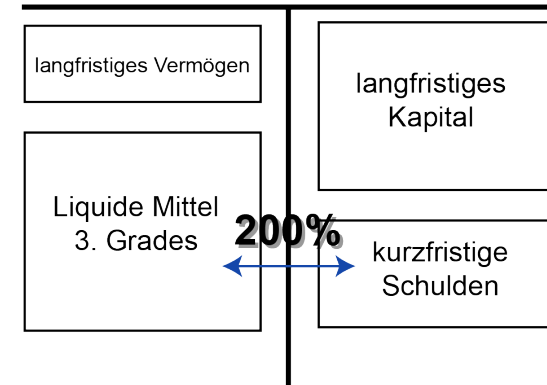 langfristiges Vermögen
Liquide Mittel
3. Grades
200%
langfristiges
Kapital
kurzfristige
Schulden